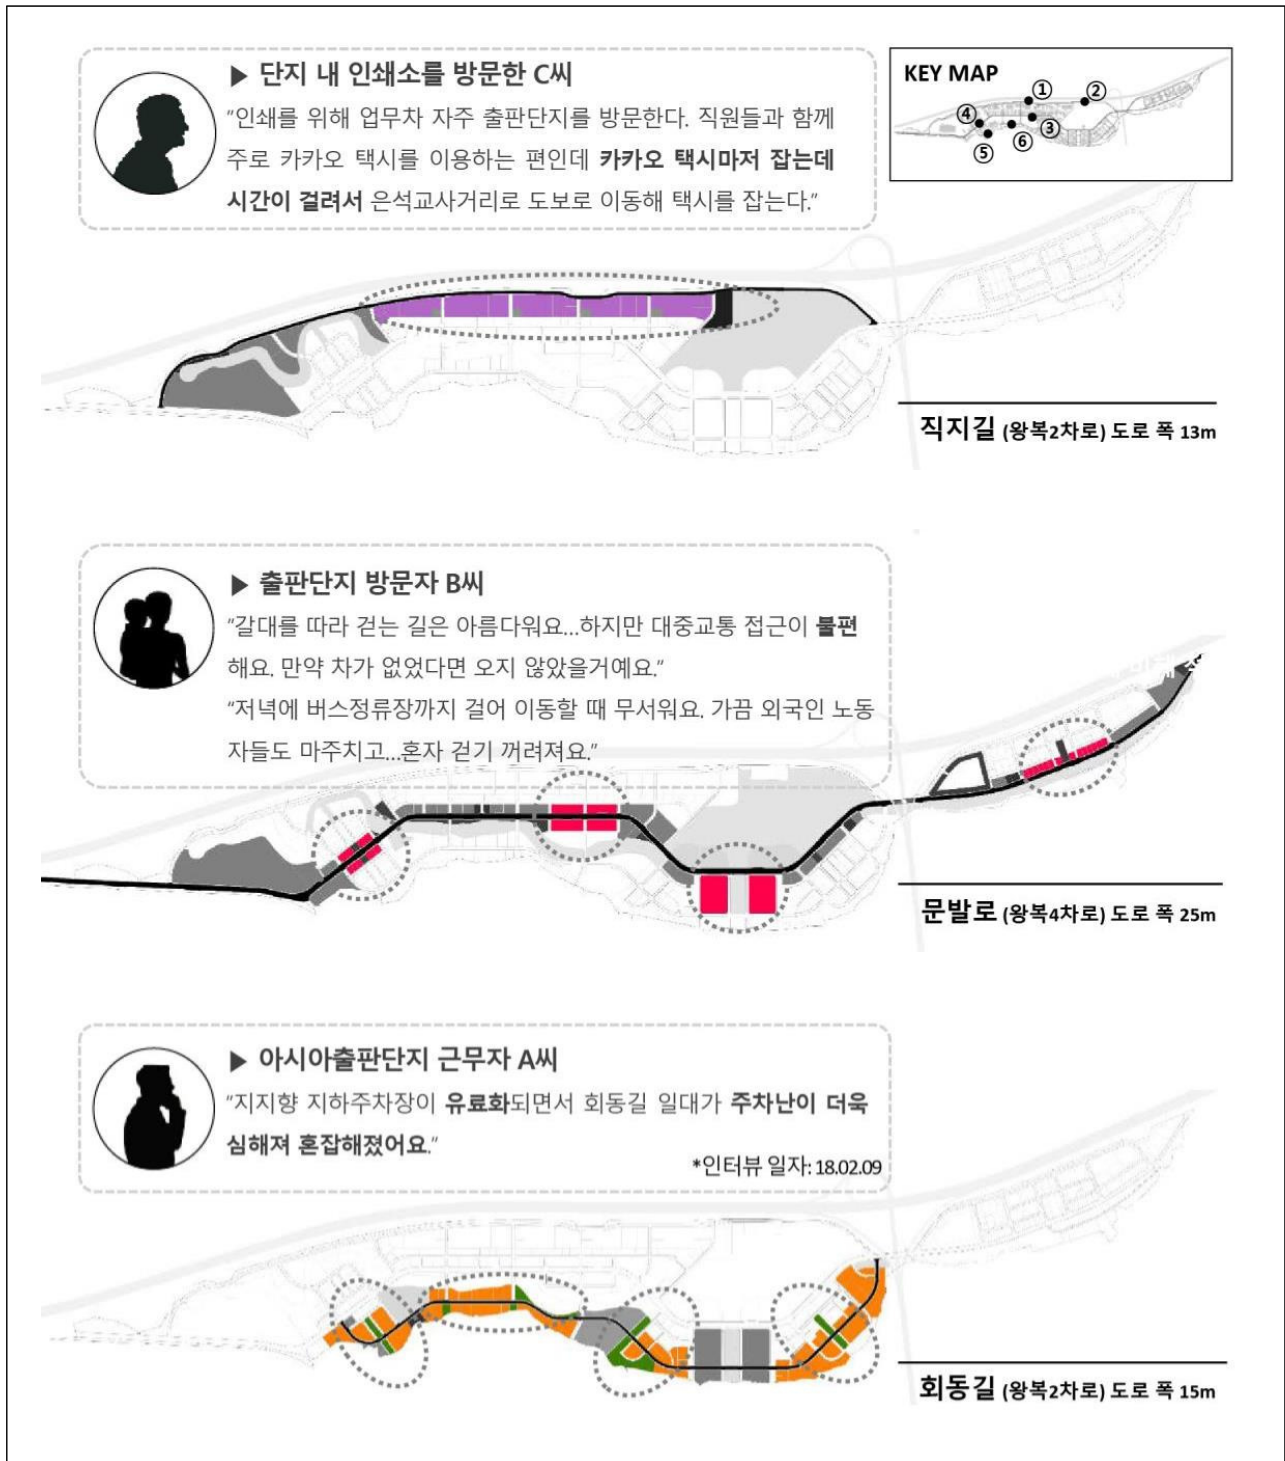 ▶ 단지 내 인쇄소를 방문한 C씨
"인쇄를 위해 업무차 자주 출판단지를 방문한다. 직원들과 함께
주로 카카오 택시를 이용하는 편인데 카카오 택시마저 잡는데
시간이 걸려서 은석교사거리로 도보로 이동해 택시를 잡는다."
KEY MAP
①
②
③
④
⑤
⑥
직지길 (왕복2차로) 도로 폭 13m
▶ 출판단지 방문자 B씨
"갈대를 따라 걷는 길은 아름다워요...하지만 대중교통 접근이 불편
해요. 만약 차가 없었다면 오지 않았을거예요."
"저녁에 버스정류장까지 걸어 이동할 때 무서워요. 가끔 외국인 노동
자들도 마주치고...혼자 걷기 꺼려져요."
문발로 (왕복4차로) 도로 폭 25m
▶ 아시아출판단지 근무자 A씨
"지지향 지하주차장이 유료화되면서 회동길 일대가 주차난이 더욱
심해져 혼잡해졌어요."
*인터뷰 일자: 18.02.09
회동길 (왕복2차로) 도로 폭 15m